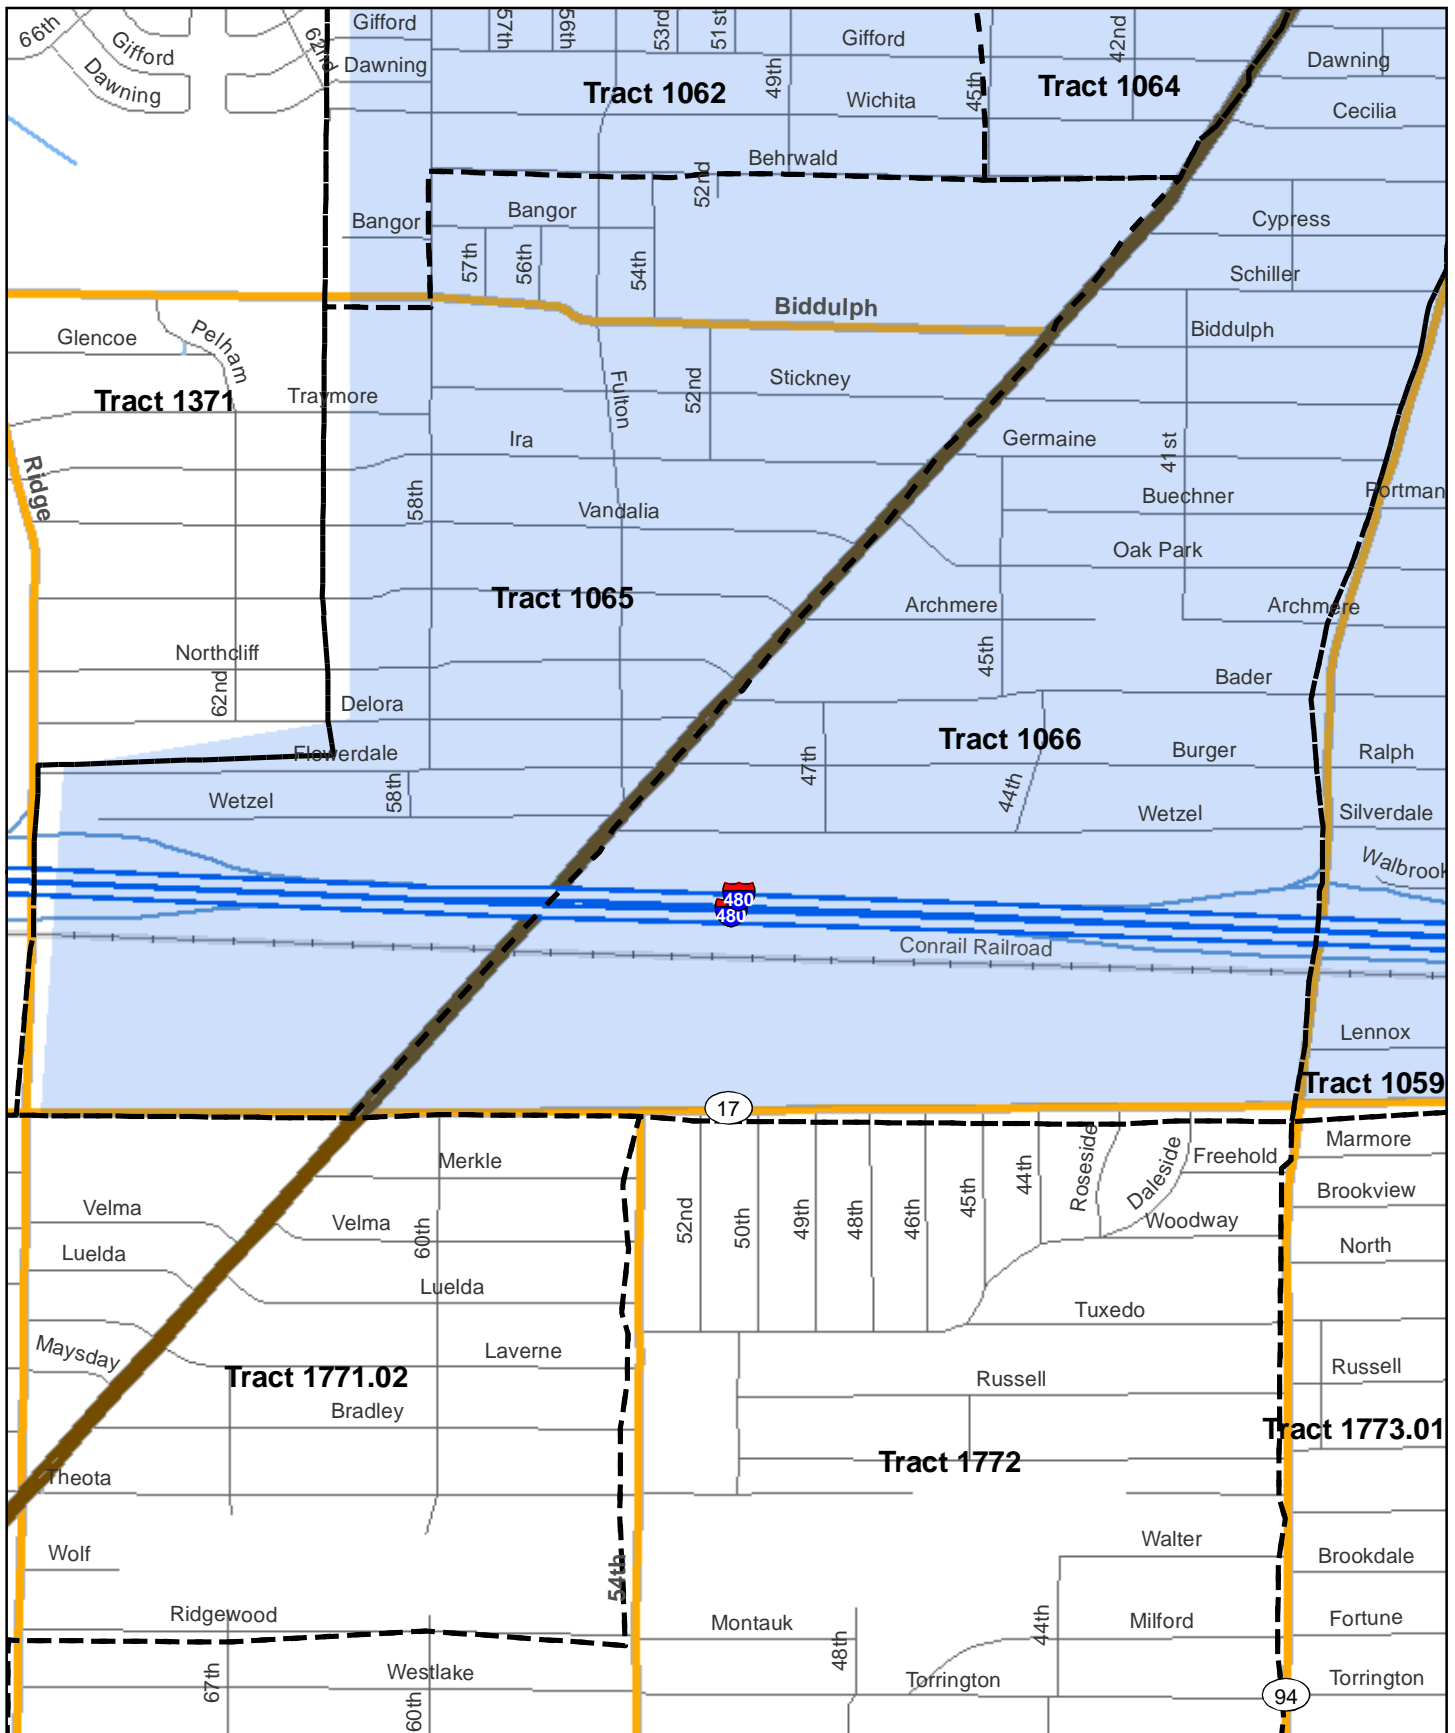 66th
Gifford
Dawning
62nd
Gifford
Dawning
57th
56th
53rd
51st
49th
Gifford
Tract 1062
Wichita
45th
42nd
Tract 1064
Dawning
Cecilia
Behrwald
52nd
Bangor
Bangor
57th
56th
54th
Cypress
Schiller
Biddulph
Biddulph
Glencoe
Pelham
Tract 1371
Traymore
Fulton
52nd
Stickney
Ira
Germaine
41st
Ridge
58th
Vandalia
Buechner
Portman
Oak Park
Tract 1065
Archmere
Archmere
Northcliff
62nd
45th
Bader
Delora
Flowerdale
Tract 1066
47th
44th
Burger
Ralph
Wetzel
58th
Wetzel
Silverdale
Walbrook
480
480
Conrail Railroad
Lennox
Tract 1059
17
Merkle
Roseside
Daleside
Freehold
Marmore
Velma
Velma
60th
52nd
50th
49th
48th
46th
45th
44th
Woodway
Brookview
Luelda
Luelda
North
Tuxedo
Maysday
Laverne
Tract 1771.02
Russell
Russell
Bradley
Tract 1772
Tract 1773.01
Theota
Wolf
54th
Walter
Brookdale
Ridgewood
Montauk
48th
44th
Milford
Fortune
67th
Westlake
60th
Torrington
Torrington
94